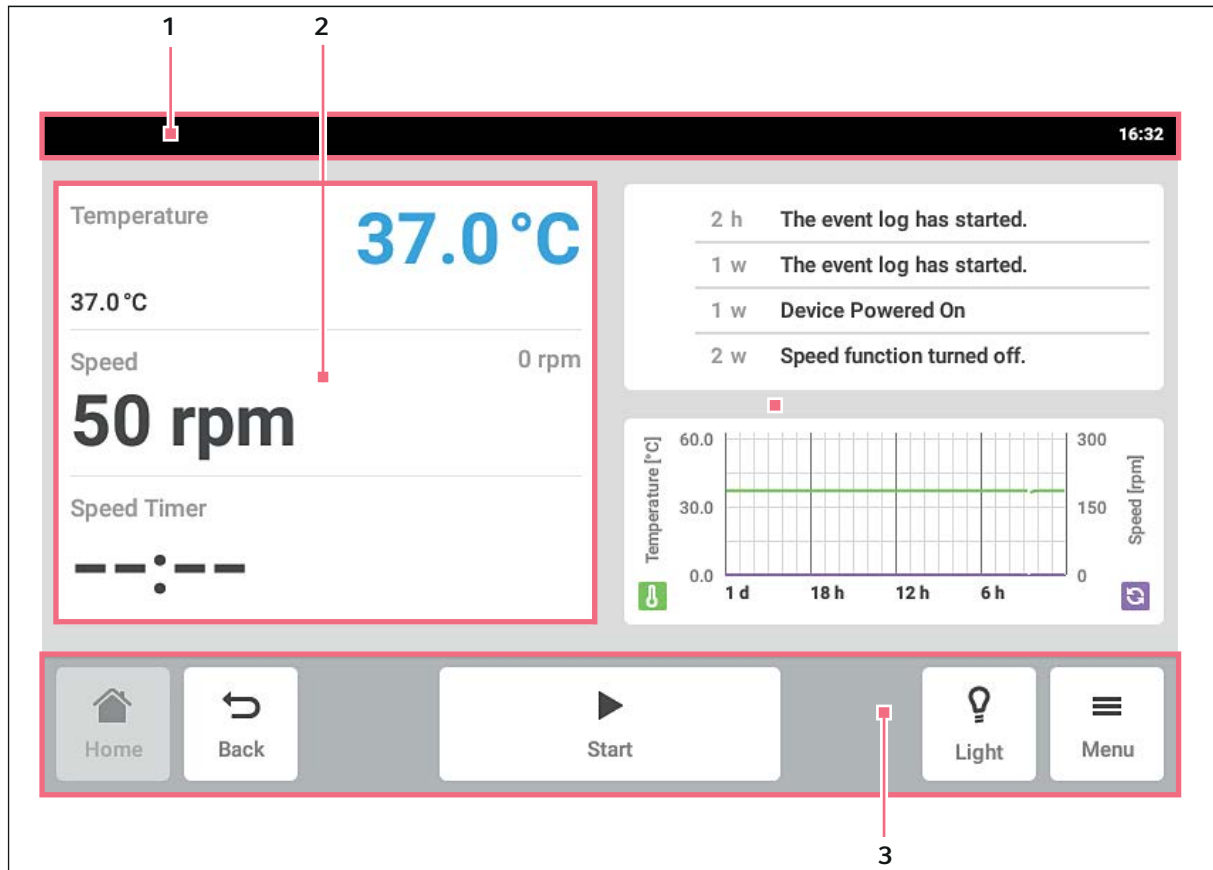 1 2
16:32
Temperature
37.0 °C
37.0 °C
Speed 0 rpm
50 rpm
Speed Timer
--:--
2 h The event log has started.
1 w The event log has started.
1 w Device Powered On
2 w Speed function turned off.
Temperature [°C]
60.0
30.0
0.0
300
150
0
Speed [rpm]
1 d 18 h 12 h 6 h
Home Back Start Light Menu
3